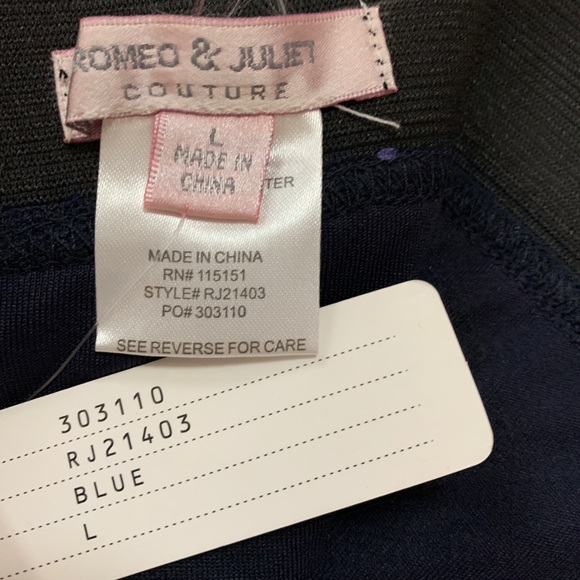 ROMEO & JULIET
COUTURE
L
MADE IN
CHINA
MADE IN CHINA
RN# 115151
STYLE# RJ21403
PO# 303110
SEE REVERSE FOR CARE
303110
RJ21403
BLUE
L